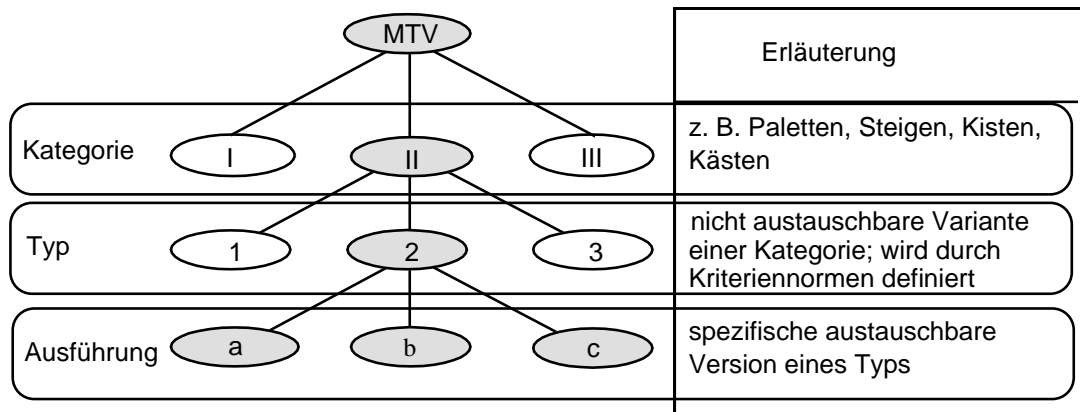 MTV
Erläuterung
Kategorie
I
II
III
z. B. Paletten, Steigen, Kisten,
Kästen
Typ
1
2
3
nicht austauschbare Variante
einer Kategorie; wird durch
Kriteriennormen definiert
Ausführung
a
b
c
spezifische austauschbare
Version eines Typs